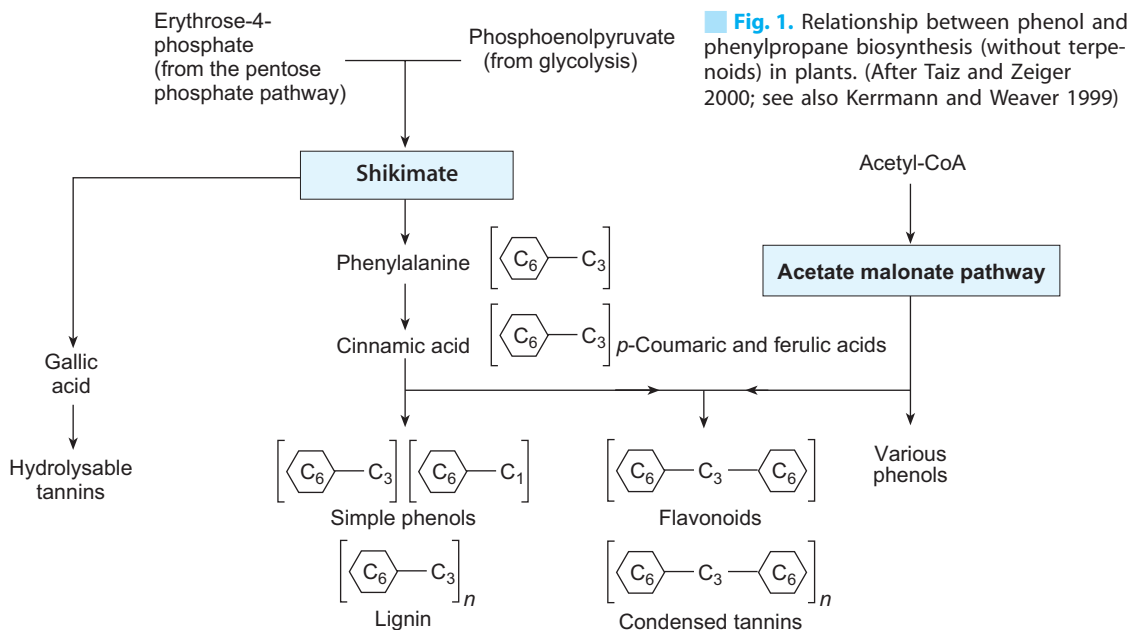 Erythrose-4-
phosphate
(from the pentose
phosphate pathway)
Phosphoenolpyruvate
(from glycolysis)
Fig. 1. Relationship between phenol and
phenylpropane biosynthesis (without terpe-
noids) in plants. (After Taiz and Zeiger
2000; see also Kerrmann and Weaver 1999)
Shikimate
Acetyl-CoA
Phenylalanine
C6 C3
Acetate malonate pathway
Cinnamic acid
C6 C3
p-Coumaric and ferulic acids
Gallic
acid
Hydrolysable
tannins
C6 C3 C6 C1
Simple phenols
C6 C3 n
Lignin
C6 C3 C6
Flavonoids
C6 C3 C6 n
Condensed tannins
Various
phenols